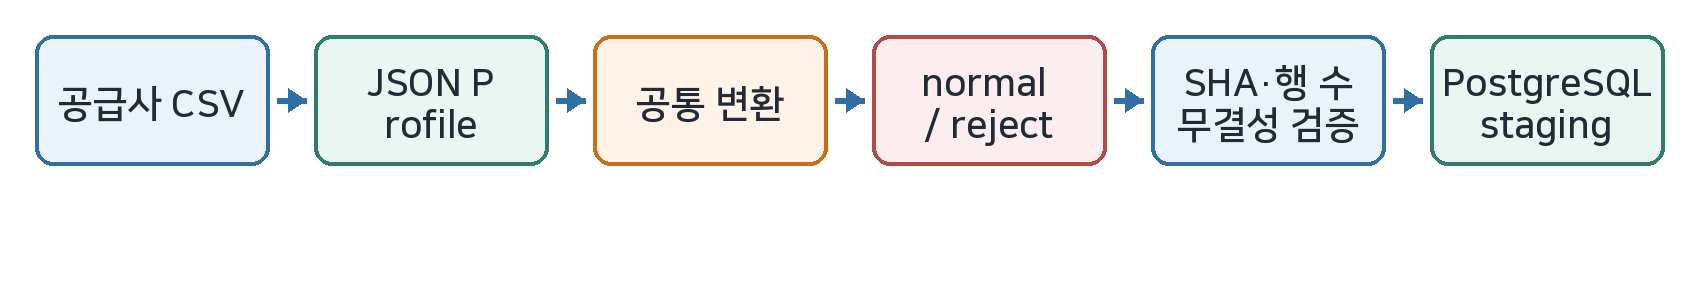 공급사 CSV
JSON P
rofile
공통 변환
normal
/ reject
SHA·행 수
무결성 검증
PostgreSQL
staging